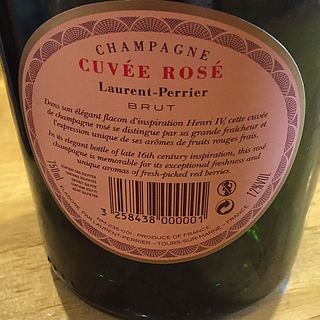 CHAMPAGNE
CUVÉE ROSÉ
Laurent-Perrier
BRUT
Dans son élégant flacon d'inspiration Henri IV, cette cuvée
de champagne rosé se distingue par sa grande fraîcheur et
l'expression unique de ses arômes de fruits rouges frais.
In its elegant bottle of late 16th century inspiration, this rosé
champagne is memorable for its exceptional freshness and
unique aromas of fresh-picked red berries.
750ml
12% vol
3 258438 000001
PRODUCE OF FRANCE
LAURENT-PERRIER - TOURS-SUR-MARNE - FRANCE